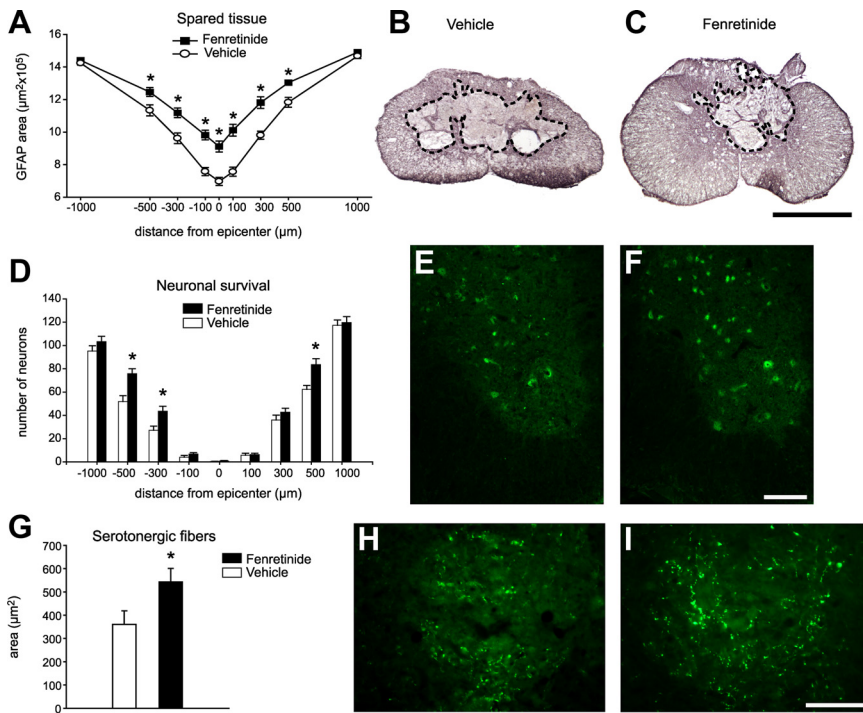 A
Spared tissue
Fenretinide
Vehicle
GFAP area (µm²x10⁵)
16
14
12
10
8
6
* * * * * * *
-1000 -500 -300 -100 0 100 300 500 1000
distance from epicenter (µm)
B
Vehicle
C
Fenretinide
D
Neuronal survival
Fenretinide
Vehicle
number of neurons
140
120
100
80
60
40
20
0
* * *
-1000 -500 -300 -100 0 100 300 500 1000
distance from epicenter (µm)
E
F
G
Serotonergic fibers
Fenretinide
Vehicle
area (µm²)
700
600
500
400
300
200
100
0
*
H
I